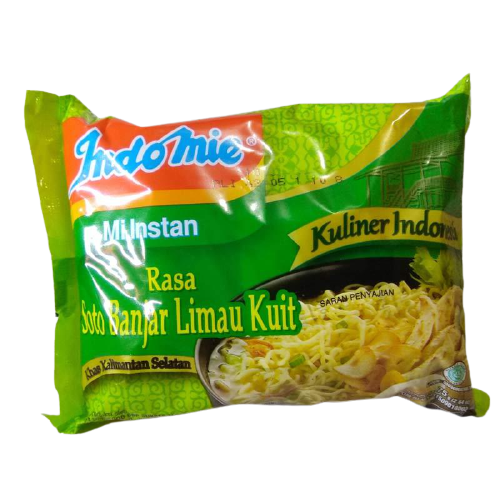 Indomie®
Mi Instan
Kuliner Indonesia
Rasa
Soto Banjar Limau Kuit
SARAN PENYAJIAN
Khas Kalimantan Selatan